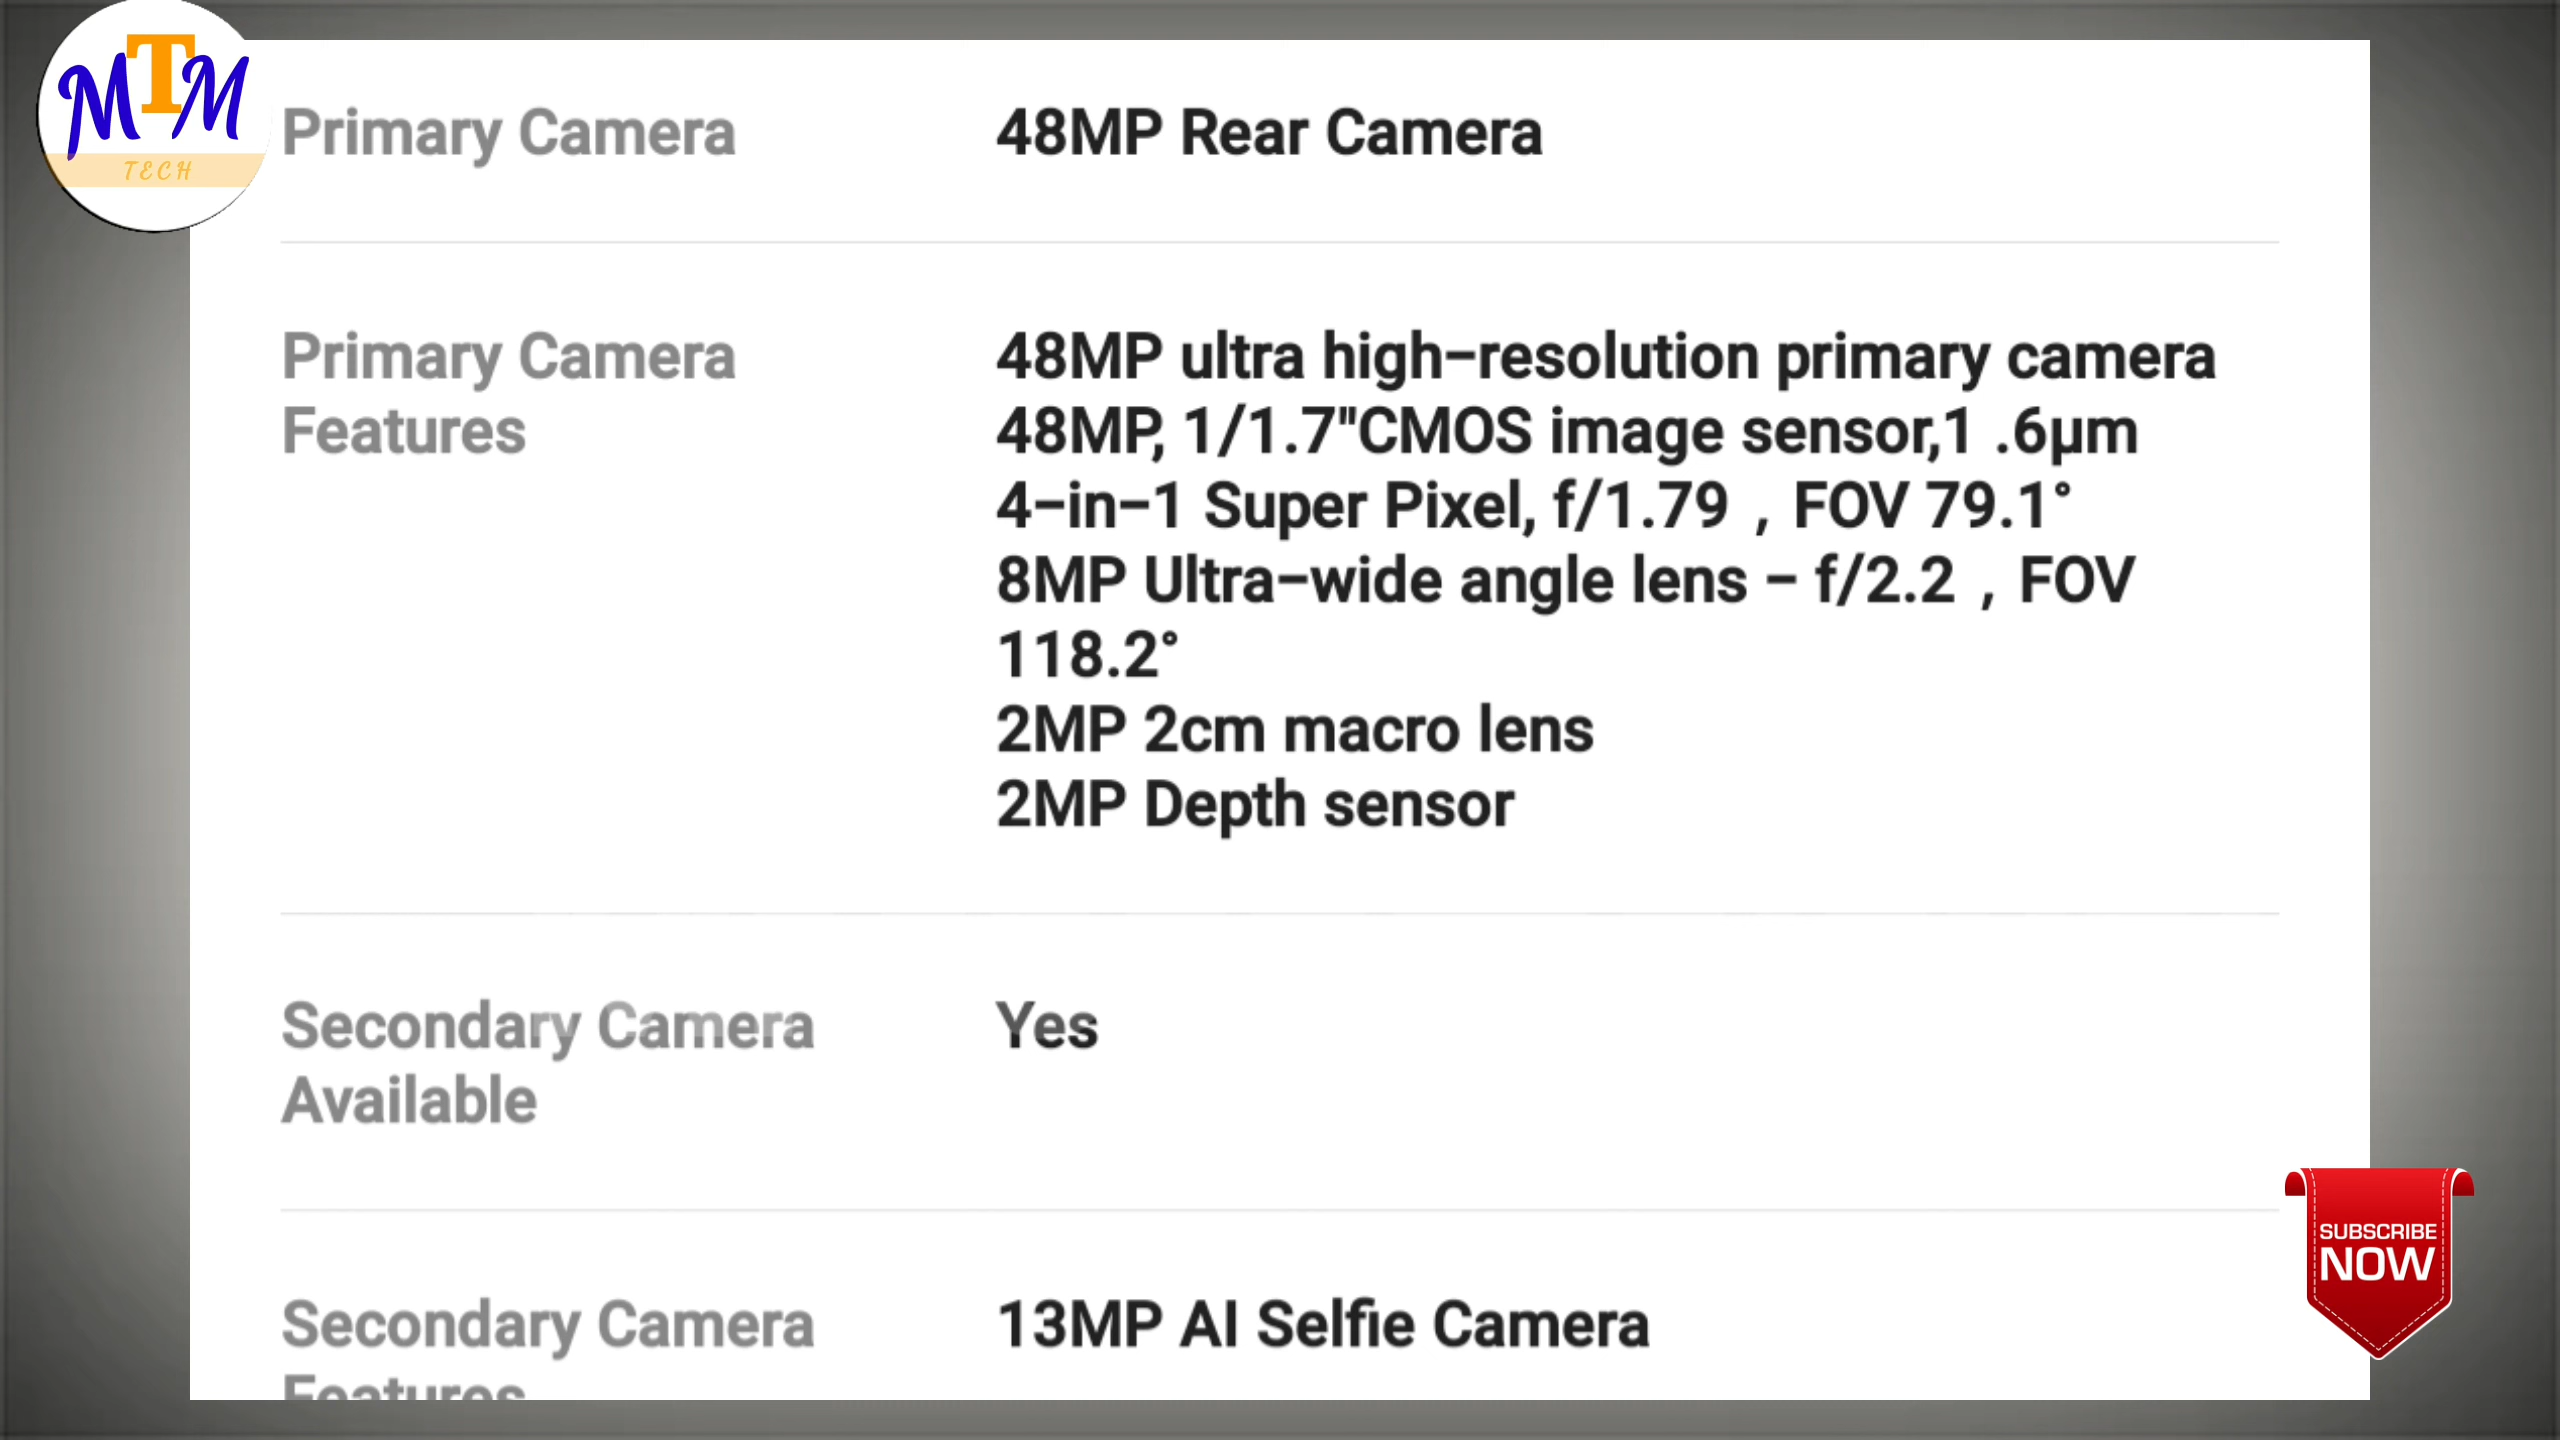 MTM
TECH
Primary Camera
48MP Rear Camera
Primary Camera
Features
48MP ultra high–resolution primary camera
48MP, 1/1.7"CMOS image sensor,1 .6μm
4–in–1 Super Pixel, f/1.79 , FOV 79.1°
8MP Ultra–wide angle lens – f/2.2 , FOV
118.2°
2MP 2cm macro lens
2MP Depth sensor
Secondary Camera
Available
Yes
Secondary Camera
Features
13MP AI Selfie Camera
SUBSCRIBE
NOW